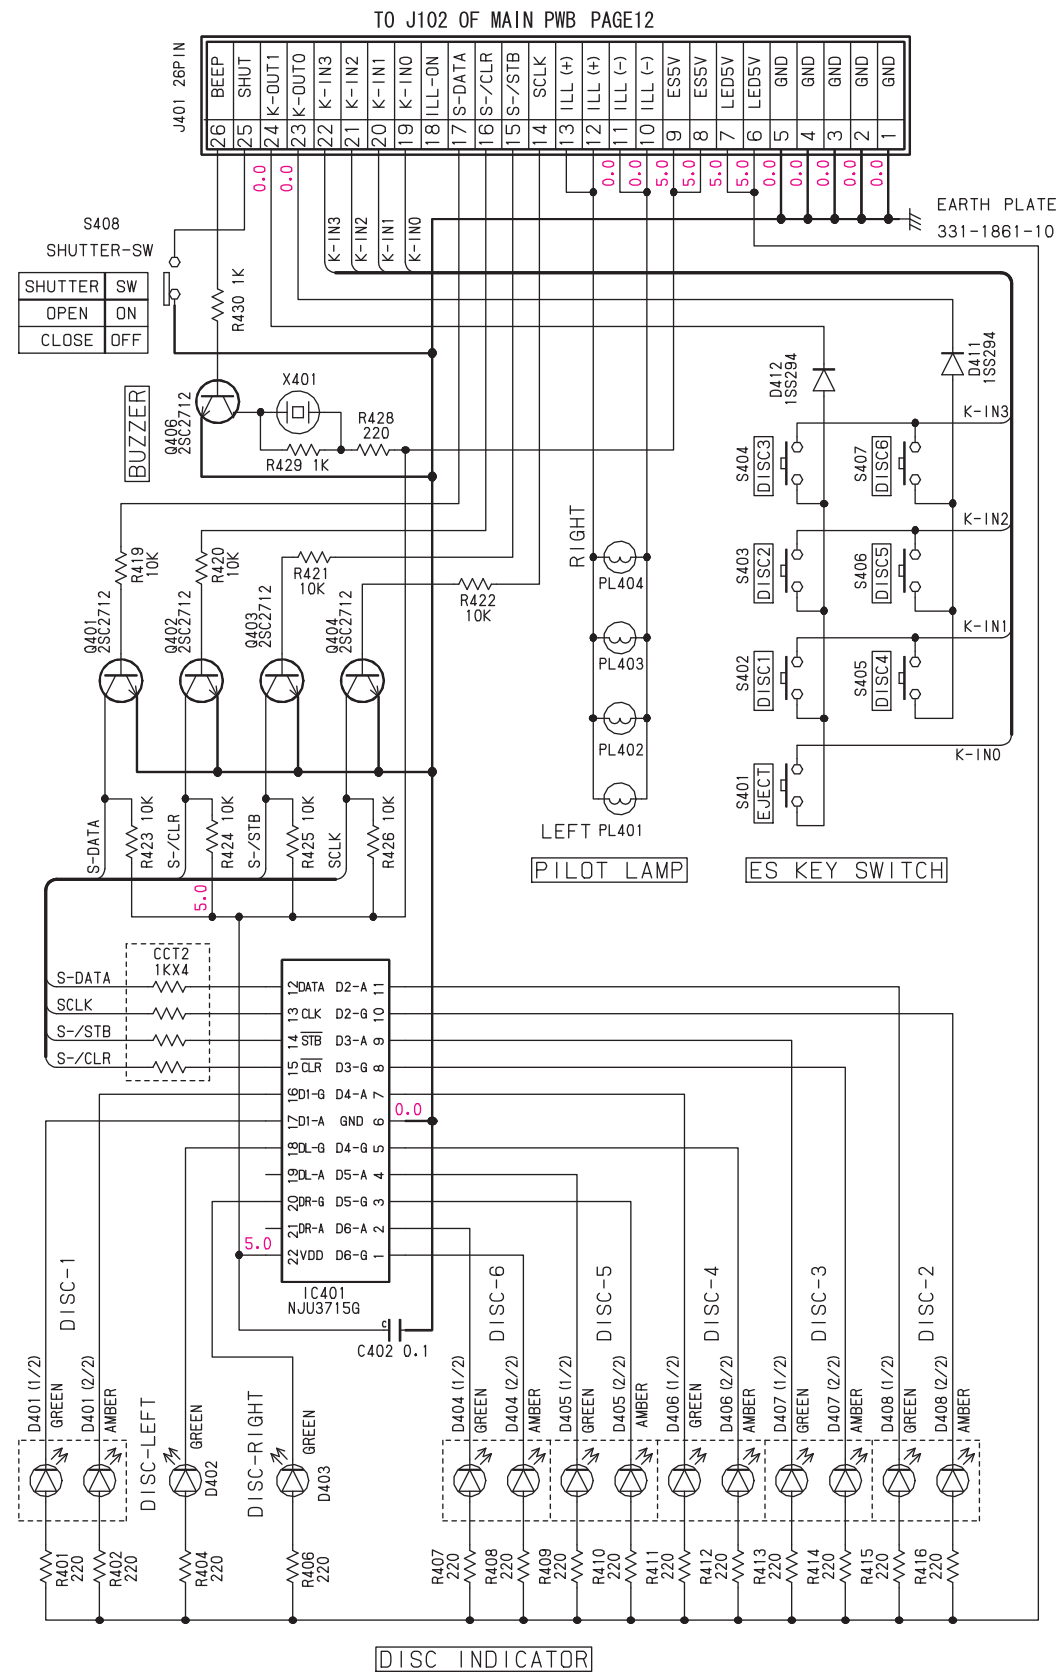 TO J102 OF MAIN PWB PAGE12
J401 26PIN
BEEP SHUT K-OUT1 K-OUT0 K-IN3 K-IN2 K-IN1 K-IN0 ILL-ON S-DATA S-/CLR S-/STB SCLK ILL(+) ILL(+) ILL(-) ILL(-) ES5V ES5V LED5V LED5V GND GND GND GND GND
26 25 24 23 22 21 20 19 18 17 16 15 14 13 12 11 10 9 8 7 6 5 4 3 2 1
0.0 0.0 0.0 0.0 5.0 5.0 5.0 5.0 0.0 0.0 0.0 0.0 0.0
EARTH PLATE
331-1861-10
S408
SHUTTER-SW
SHUTTER SW
OPEN ON
CLOSE OFF
K-IN3 K-IN2 K-IN1 K-IN0
R430 1K
BUZZER
Q406
2SC2712
X401
R428
220
R429 1K
D412
1SS294
D411
1SS294
K-IN3
S404
DISC3
S407
DISC6
K-IN2
S403
DISC2
S406
DISC5
K-IN1
S402
DISC1
S405
DISC4
K-IN0
S401
EJECT
ES KEY SWITCH
RIGHT
PL404
PL403
PL402
LEFT PL401
PILOT LAMP
R419
10K
R420
10K
R421
10K
R422
10K
Q401
2SC2712
Q402
2SC2712
Q403
2SC2712
Q404
2SC2712
S-DATA
R423 10K
S-/CLR
R424 10K
S-/STB
R425 10K
SCLK
R426 10K
5.0
CCT2
1KX4
S-DATA
SCLK
S-/STB
S-/CLR
12 DATA D2-A 11
13 CLK D2-G 10
14 STB D3-A 9
15 CLR D3-G 8
16 D1-G D4-A 7
17 D1-A GND 6
0.0
18 DL-G D4-G 5
19 DL-A D5-A 4
20 DR-G D5-G 3
21 DR-A D6-A 2
5.0
22 VDD D6-G 1
IC401
NJU3715G
C
C402 0.1
DISC-1
DISC-LEFT
DISC-RIGHT
DISC-6
DISC-5
DISC-4
DISC-3
DISC-2
D401(1/2)
GREEN
D401(2/2)
AMBER
GREEN
D402
GREEN
D403
D404(1/2)
GREEN
D404(2/2)
AMBER
D405(1/2)
GREEN
D405(2/2)
AMBER
D406(1/2)
GREEN
D406(2/2)
AMBER
D407(1/2)
GREEN
D407(2/2)
AMBER
D408(1/2)
GREEN
D408(2/2)
AMBER
R401
220
R402
220
R404
220
R406
220
R407
220
R408
220
R409
220
R410
220
R411
220
R412
220
R413
220
R414
220
R415
220
R416
220
DISC INDICATOR